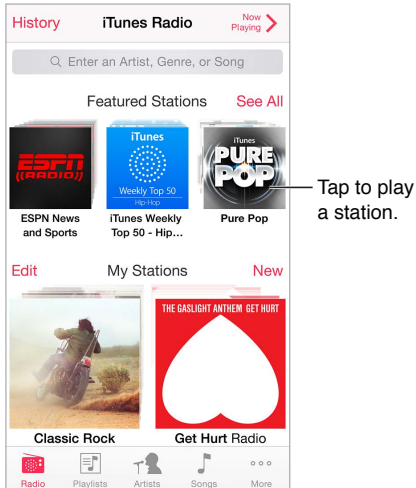 History
iTunes Radio
Now
Playing
Enter an Artist, Genre, or Song
Featured Stations
See All
ESPN
((RADIO))
iTunes
Weekly Top 50
Hip-Hop
iTunes
PURE
POP
Tap to play
a station.
ESPN News
and Sports
iTunes Weekly
Top 50 - Hip…
Pure Pop
Edit
My Stations
New
THE GASLIGHT ANTHEM GET HURT
Classic Rock
Get Hurt Radio
Radio
Playlists
Artists
Songs
More